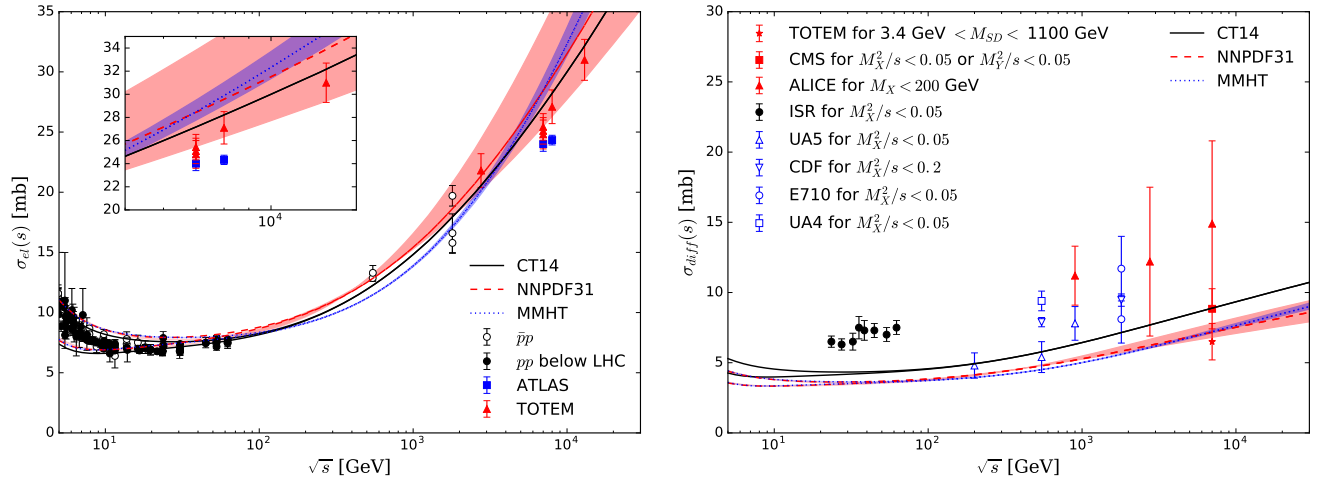 35
30
25
20
15
10
5
0
σ_el(s) [mb]
35
34
32
30
28
26
24
22
20
10^4
CT14
NNPDF31
MMHT
p̄p
pp below LHC
ATLAS
TOTEM
10^1 10^2 10^3 10^4
√s [GeV]
30
25
20
15
10
5
0
σ_diff(s) [mb]
TOTEM for 3.4 GeV < M_SD < 1100 GeV
CMS for M_X^2/s < 0.05 or M_Y^2/s < 0.05
ALICE for M_X < 200 GeV
ISR for M_X^2/s < 0.05
UA5 for M_X^2/s < 0.05
CDF for M_X^2/s < 0.2
E710 for M_X^2/s < 0.05
UA4 for M_X^2/s < 0.05
CT14
NNPDF31
MMHT
10^1 10^2 10^3 10^4
√s [GeV]